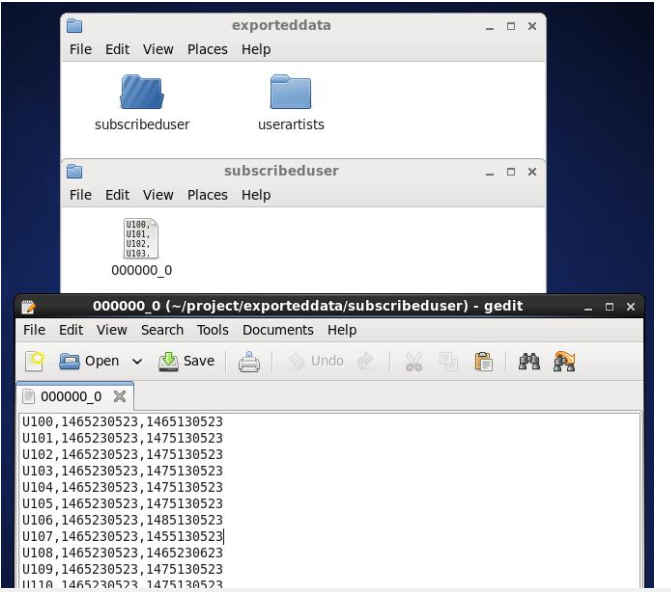 exporteddata
File Edit View Places Help
subscribeduser userartists
subscribeduser
File Edit View Places Help
U100,
U101,
U102,
U103.
000000_0
000000_0 (~/project/exporteddata/subscribeduser) - gedit
File Edit View Search Tools Documents Help
Open Save Undo
000000_0
U100,1465230523,1465130523
U101,1465230523,1475130523
U102,1465230523,1475130523
U103,1465230523,1475130523
U104,1465230523,1475130523
U105,1465230523,1475130523
U106,1465230523,1485130523
U107,1465230523,1455130523
U108,1465230523,1465230623
U109,1465230523,1475130523
U110,1465230523,1475130523